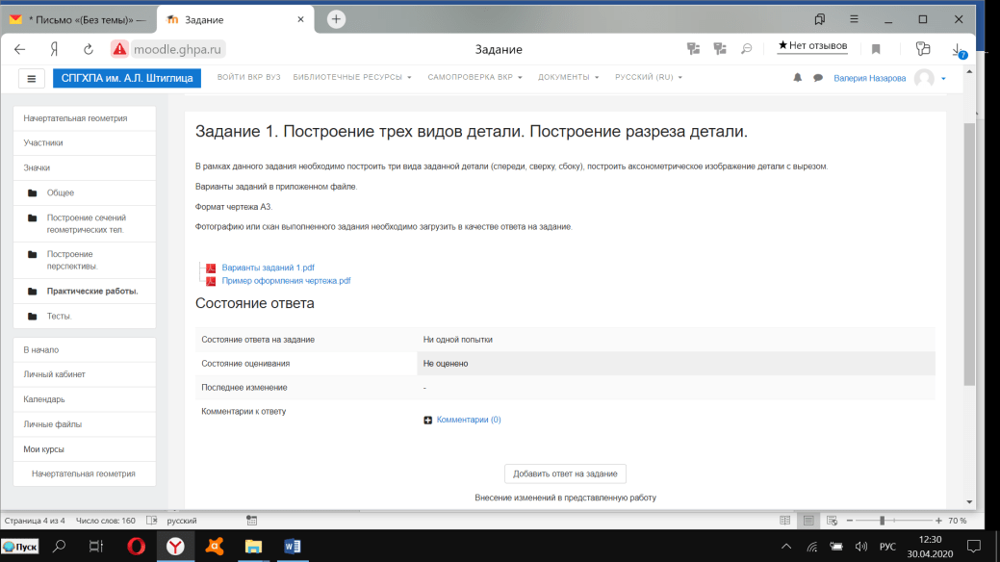 * Письмо «(Без темы)» —
Задание
moodle.ghpa.ru
Задание
★ Нет отзывов
7
СПГХПА им. А.Л. Штиглица
ВОЙТИ ВКР ВУЗ
БИБЛИОТЕЧНЫЕ РЕСУРСЫ
САМОПРОВЕРКА ВКР
ДОКУМЕНТЫ
РУССКИЙ (RU)
Валерия Назарова
Начертательная геометрия
Участники
Значки
Общее
Построение сечений
геометрических тел.
Построение
перспективы.
Практические работы.
Тесты.
В начало
Личный кабинет
Календарь
Личные файлы
Мои курсы
Начертательная геометрия
Задание 1. Построение трех видов детали. Построение разреза детали.
В рамках данного задания необходимо построить три вида заданной детали (спереди, сверху, сбоку), построить аксонометрическое изображение детали с вырезом.
Варианты заданий в приложенном файле.
Формат чертежа А3.
Фотографию или скан выполненного задания необходимо загрузить в качестве ответа на задание.
Варианты заданий 1.pdf
Пример оформления чертежа.pdf
Состояние ответа
Состояние ответа на задание
Ни одной попытки
Состояние оценивания
Не оценено
Последнее изменение
-
Комментарии к ответу
Комментарии (0)
Добавить ответ на задание
Внесение изменений в представленную работу
Страница 4 из 4
Число слов: 160
русский
70 %
Пуск
РУС
12:30
30.04.2020